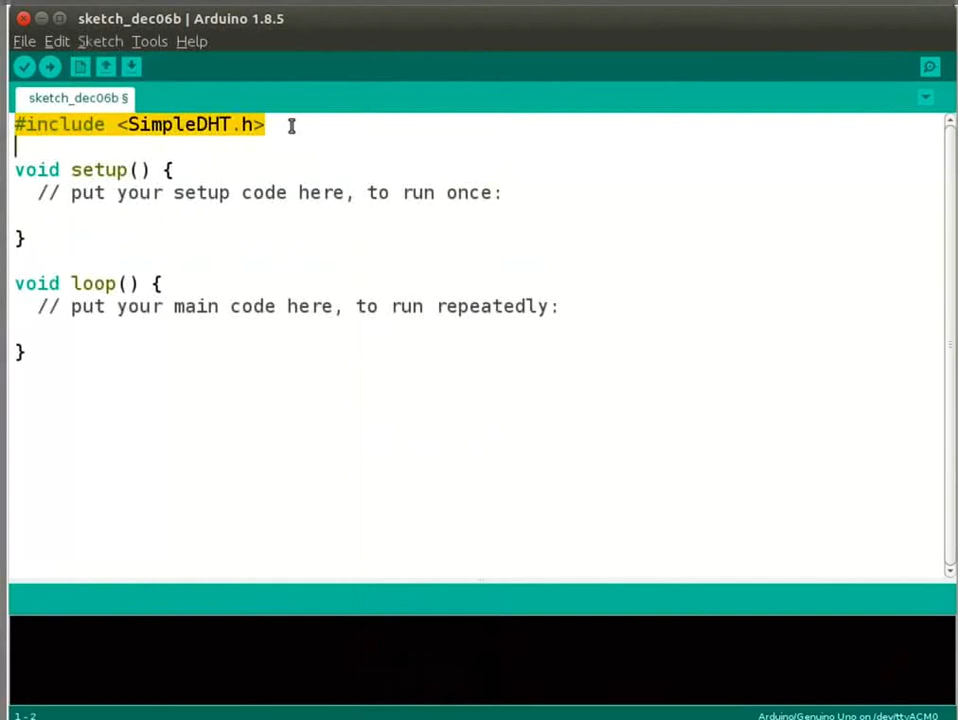 sketch_dec06b | Arduino 1.8.5
File Edit Sketch Tools Help
sketch_dec06b §
#include <SimpleDHT.h>
void setup() {
// put your setup code here, to run once:
}
void loop() {
// put your main code here, to run repeatedly:
}
1 - 2
Arduino/Genuino Uno on /dev/ttyACM0